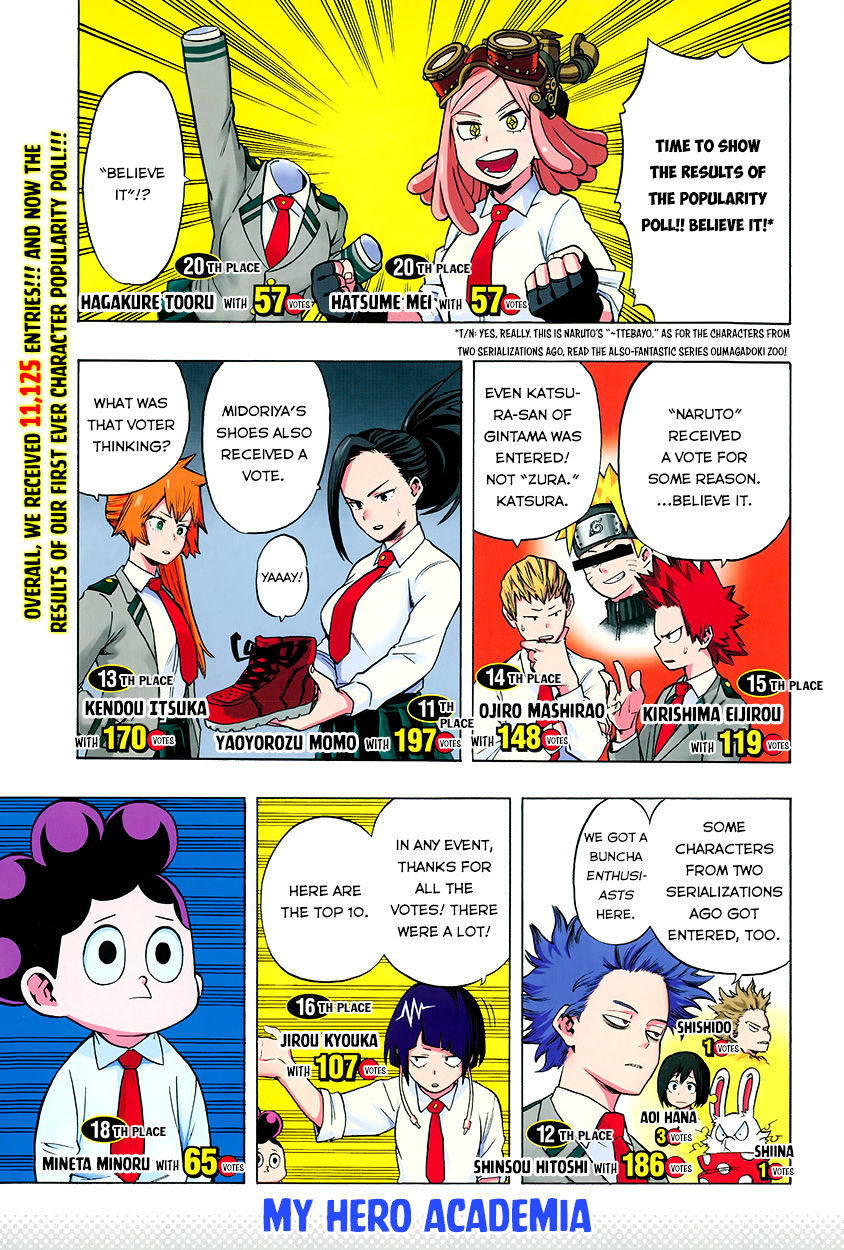 OVERALL, WE RECEIVED 11,125 ENTRIES!!! AND NOW THE
RESULTS OF OUR FIRST EVER CHARACTER POPULARITY POLL!!!
TIME TO SHOW
THE RESULTS OF
THE POPULARITY
POLL!! BELIEVE IT!*
"BELIEVE
IT"!?
20TH PLACE
HATSUME MEI WITH 57 VOTES
20TH PLACE
HAGAKURE TOORU WITH 57 VOTES
*T/N: YES, REALLY. THIS IS NARUTO'S "~TTEBAYO." AS FOR THE CHARACTERS FROM
TWO SERIALIZATIONS AGO, READ THE ALSO-FANTASTIC SERIES OUMAGADOKI ZOO!
"NARUTO"
RECEIVED
A VOTE FOR
SOME REASON.
...BELIEVE IT.
EVEN KATSU-
RA-SAN OF
GINTAMA WAS
ENTERED!
NOT "ZURA."
KATSURA.
15TH PLACE
KIRISHIMA EIJIROU
WITH 119 VOTES
14TH PLACE
OJIRO MASHIRAO
WITH 148 VOTES
MIDORIYA'S
SHOES ALSO
RECEIVED A
VOTE.
WHAT WAS
THAT VOTER
THINKING?
YAAAY!
11TH
PLACE
YAOYOROZU MOMO WITH 197 VOTES
13TH PLACE
KENDOU ITSUKA
WITH 170 VOTES
SOME
CHARACTERS
FROM TWO
SERIALIZATIONS
AGO GOT
ENTERED, TOO.
WE GOT A
BUNCHA
ENTHUSI-
ASTS
HERE.
SHISHIDO
1 VOTES
AOI HANA
3 VOTES
SHIINA
1 VOTES
12TH PLACE
SHINSOU HITOSHI WITH 186 VOTES
IN ANY EVENT,
THANKS FOR
ALL THE
VOTES! THERE
WERE A LOT!
HERE ARE
THE TOP 10.
16TH PLACE
JIROU KYOUKA
WITH 107 VOTES
18TH PLACE
MINETA MINORU WITH 65 VOTES
MY HERO ACADEMIA